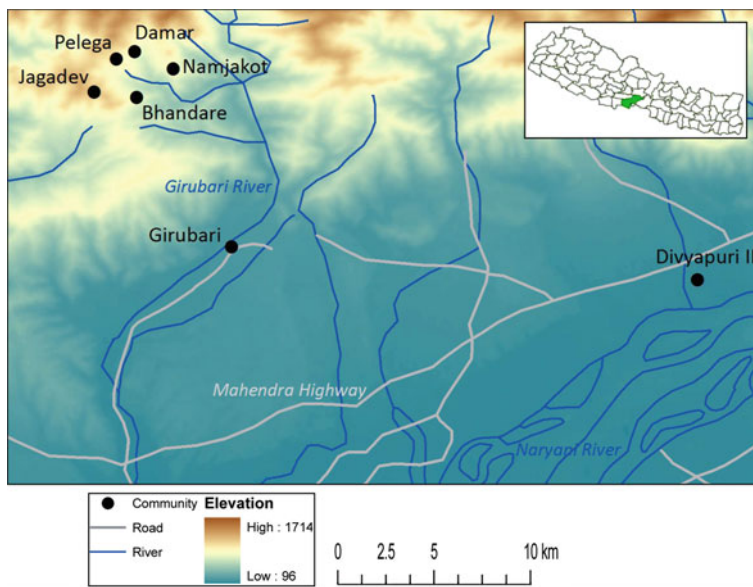 Damar
Pelega
Namjakot
Jagadev
Bhandare
Girubari River
Girubari
Divyapuri II
Mahendra Highway
Naryani River
Community
Road
River
Elevation
High : 1714
Low : 96
0 2.5 5 10 km